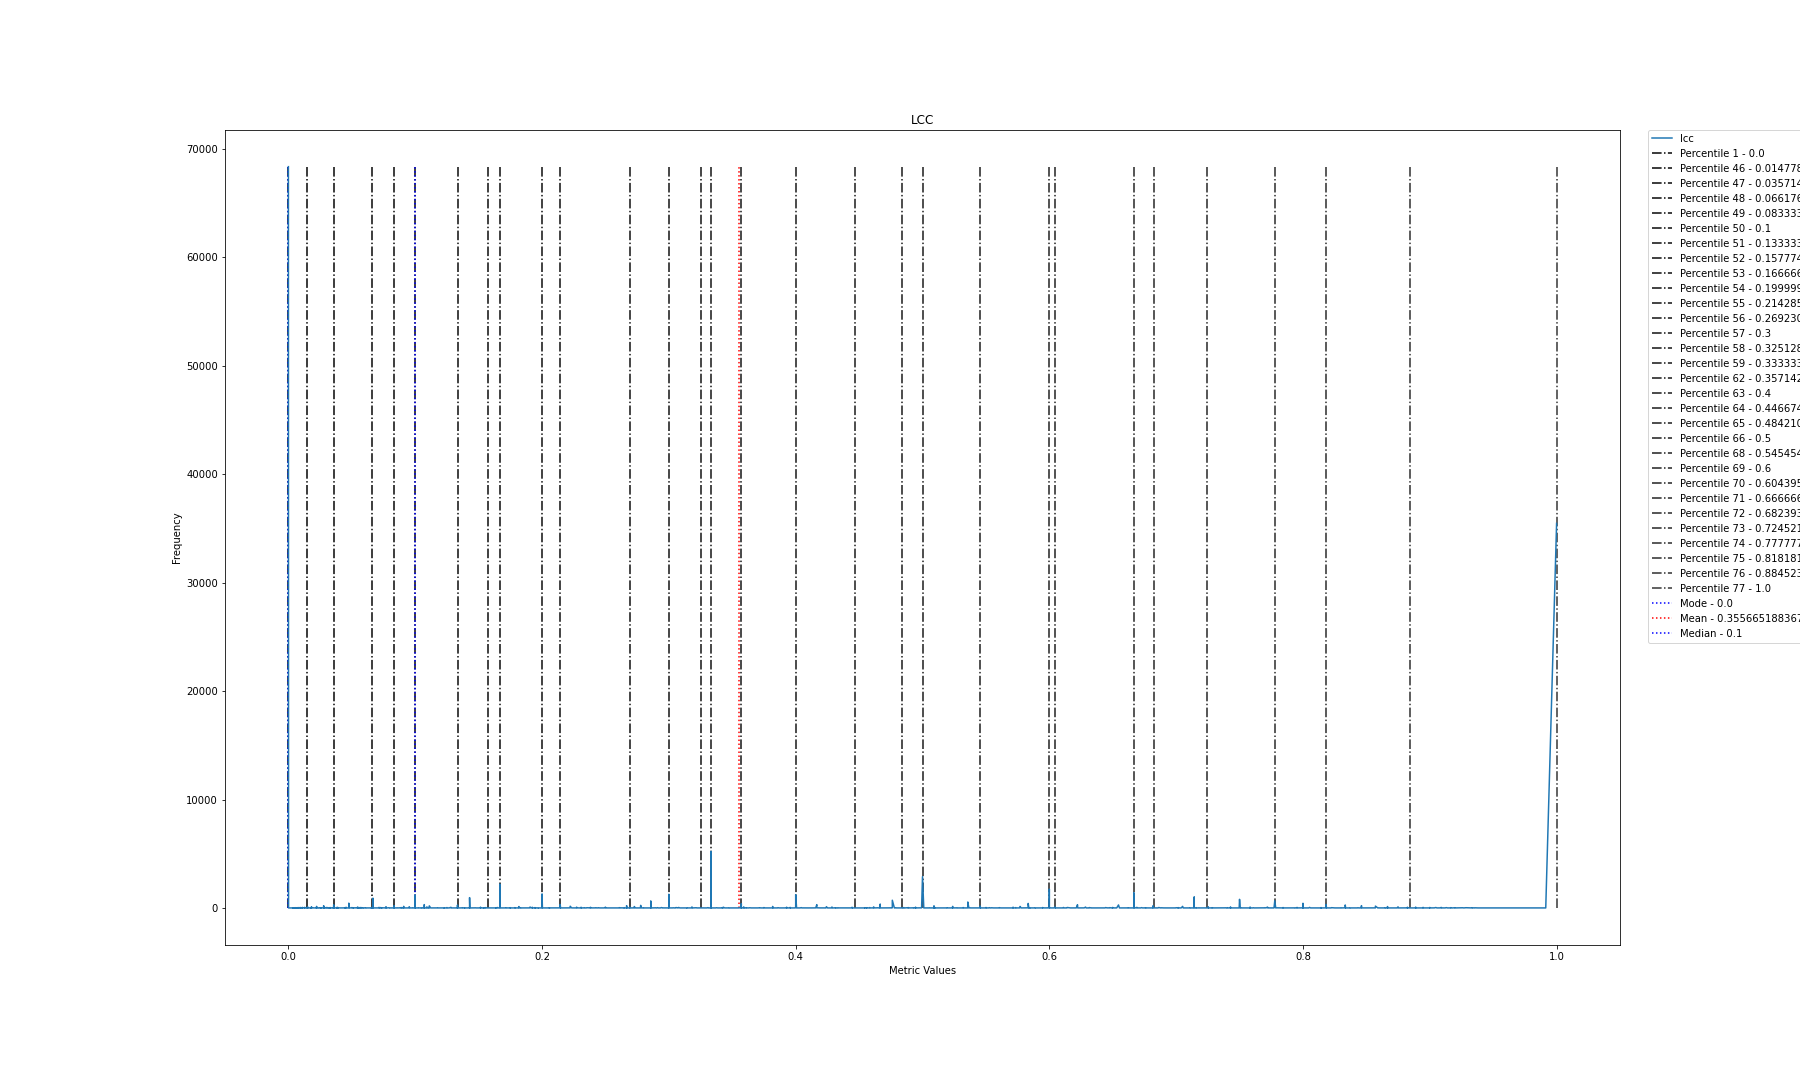 LCC
70000
60000
50000
40000
30000
20000
10000
0
Frequency
0.0
0.2
0.4
0.6
0.8
1.0
Metric Values
lcc
Percentile 1 - 0.0
Percentile 46 - 0.014778
Percentile 47 - 0.035714
Percentile 48 - 0.066176
Percentile 49 - 0.083333
Percentile 50 - 0.1
Percentile 51 - 0.133333
Percentile 52 - 0.157774
Percentile 53 - 0.166666
Percentile 54 - 0.199999
Percentile 55 - 0.214285
Percentile 56 - 0.269230
Percentile 57 - 0.3
Percentile 58 - 0.325128
Percentile 59 - 0.333333
Percentile 62 - 0.357142
Percentile 63 - 0.4
Percentile 64 - 0.446674
Percentile 65 - 0.484210
Percentile 66 - 0.5
Percentile 68 - 0.545454
Percentile 69 - 0.6
Percentile 70 - 0.604395
Percentile 71 - 0.666666
Percentile 72 - 0.682393
Percentile 73 - 0.724521
Percentile 74 - 0.777777
Percentile 75 - 0.818181
Percentile 76 - 0.884523
Percentile 77 - 1.0
Mode - 0.0
Mean - 0.355665188367
Median - 0.1